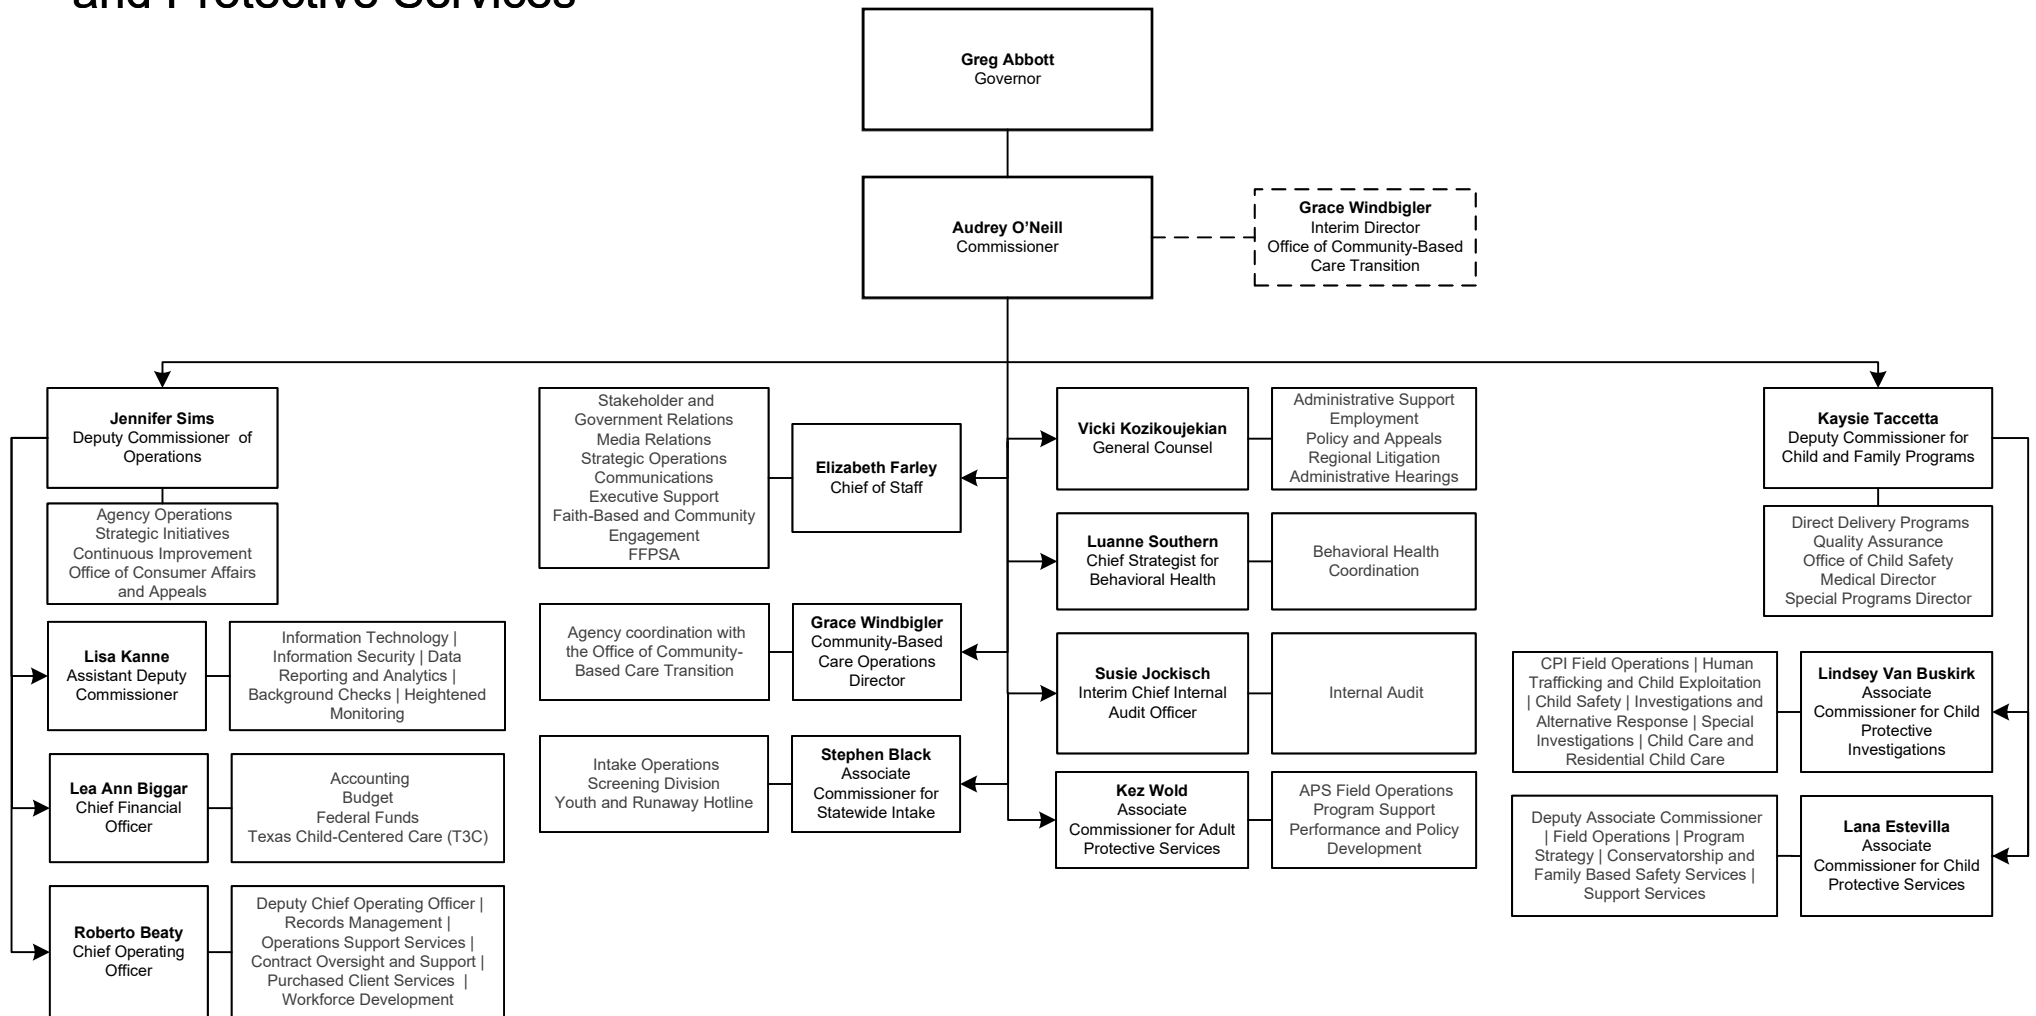 and Protective Services
Greg Abbott
Governor
Audrey O’Neill
Commissioner
Grace Windbigler
Interim Director
Office of Community-Based
Care Transition
Jennifer Sims
Deputy Commissioner of
Operations
Agency Operations
Strategic Initiatives
Continuous Improvement
Office of Consumer Affairs
and Appeals
Lisa Kanne
Assistant Deputy
Commissioner
Information Technology |
Information Security | Data
Reporting and Analytics |
Background Checks | Heightened
Monitoring
Lea Ann Biggar
Chief Financial
Officer
Accounting
Budget
Federal Funds
Texas Child-Centered Care (T3C)
Roberto Beaty
Chief Operating
Officer
Deputy Chief Operating Officer |
Records Management |
Operations Support Services |
Contract Oversight and Support |
Purchased Client Services |
Workforce Development
Stakeholder and
Government Relations
Media Relations
Strategic Operations
Communications
Executive Support
Faith-Based and Community
Engagement
FFPSA
Elizabeth Farley
Chief of Staff
Agency coordination with
the Office of Community-
Based Care Transition
Grace Windbigler
Community-Based
Care Operations
Director
Intake Operations
Screening Division
Youth and Runaway Hotline
Stephen Black
Associate
Commissioner for
Statewide Intake
Vicki Kozikoujekian
General Counsel
Administrative Support
Employment
Policy and Appeals
Regional Litigation
Administrative Hearings
Luanne Southern
Chief Strategist for
Behavioral Health
Behavioral Health
Coordination
Susie Jockisch
Interim Chief Internal
Audit Officer
Internal Audit
Kez Wold
Associate
Commissioner for Adult
Protective Services
APS Field Operations
Program Support
Performance and Policy
Development
Kaysie Taccetta
Deputy Commissioner for
Child and Family Programs
Direct Delivery Programs
Quality Assurance
Office of Child Safety
Medical Director
Special Programs Director
CPI Field Operations | Human
Trafficking and Child Exploitation
| Child Safety | Investigations and
Alternative Response | Special
Investigations | Child Care and
Residential Child Care
Lindsey Van Buskirk
Associate
Commissioner for Child
Protective
Investigations
Deputy Associate Commissioner
| Field Operations | Program
Strategy | Conservatorship and
Family Based Safety Services |
Support Services
Lana Estevilla
Associate
Commissioner for Child
Protective Services